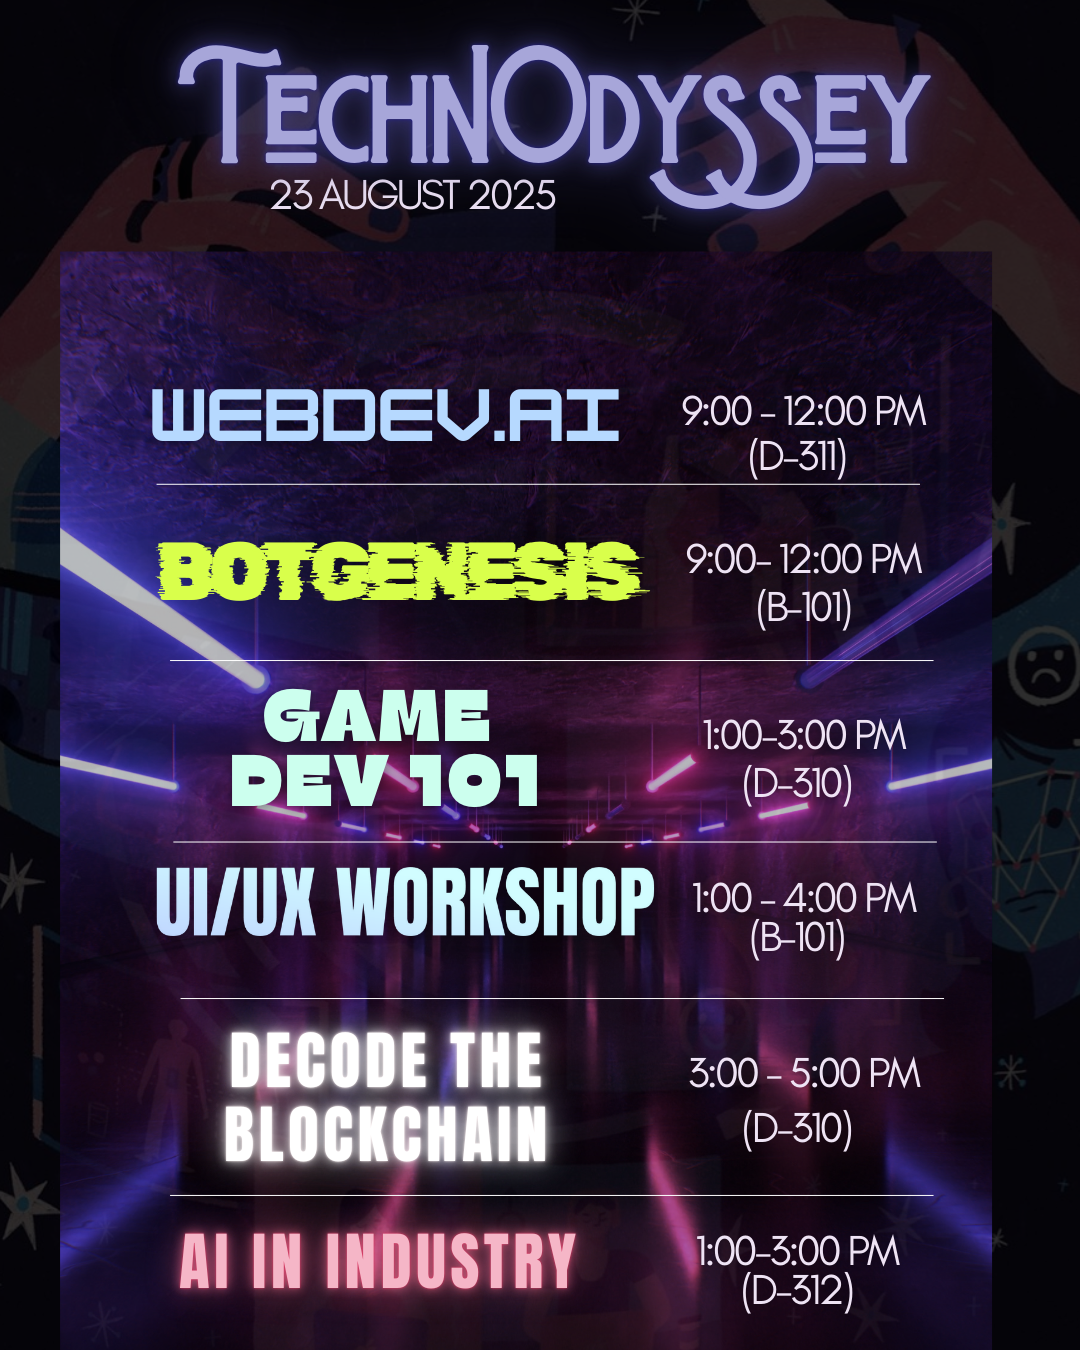 TECHNODYSSEY
23 AUGUST 2025
WEBDEV.AI
9:00 - 12:00 PM
(D-311)
BOTGENESIS
9:00- 12:00 PM
(B-101)
GAME
DEV 101
1:00-3:00 PM
(D-310)
UI/UX WORKSHOP
1:00 - 4:00 PM
(B-101)
DECODE THE
BLOCKCHAIN
3:00 - 5:00 PM
(D-310)
AI IN INDUSTRY
1:00-3:00 PM
(D-312)